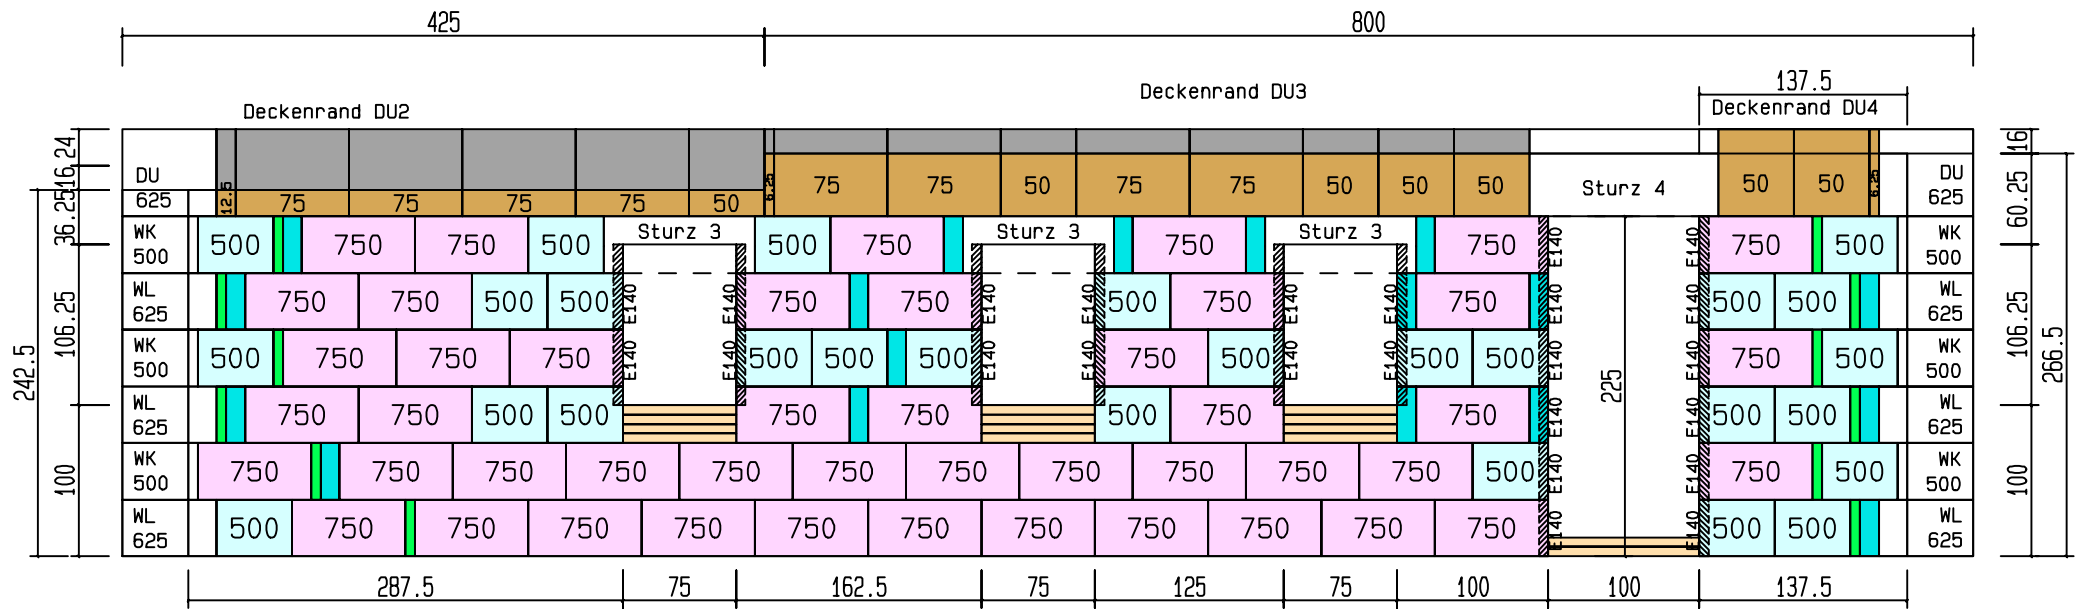 425 800
Deckenrand DU3 137.5
Deckenrand DU2 Deckenrand DU4
24 16
16
DU 75 75 50 75 75 50 50 50 Sturz 4 50 50 DU
625 12.5 75 75 75 75 50 6.25 6.25 625
36.25 60.25
WK 500 750 750 500 Sturz 3 500 750 Sturz 3 750 Sturz 3 750 E140 E140 750 500 WK
500 500
WL 750 750 500 500 E140 E140 750 750 E140 E140 500 750 E140 E140 750 E140 E140 500 500 WL
625 625
106.25 106.25
WK 500 750 750 750 E140 E140 500 500 500 E140 E140 750 500 E140 E140 500 500 E140 E140 750 500 WK
500 500
242.5 225 266.5
WL 750 750 500 500 750 750 500 750 750 E140 E140 500 500 WL
625 625
WK 750 750 750 750 750 750 750 750 750 750 500 E140 E140 750 500 WK
500 500
100 100
WL 500 750 750 750 750 750 750 750 750 750 750 750 E140 E140 500 500 WL
625 625
287.5 75 162.5 75 125 75 100 100 137.5